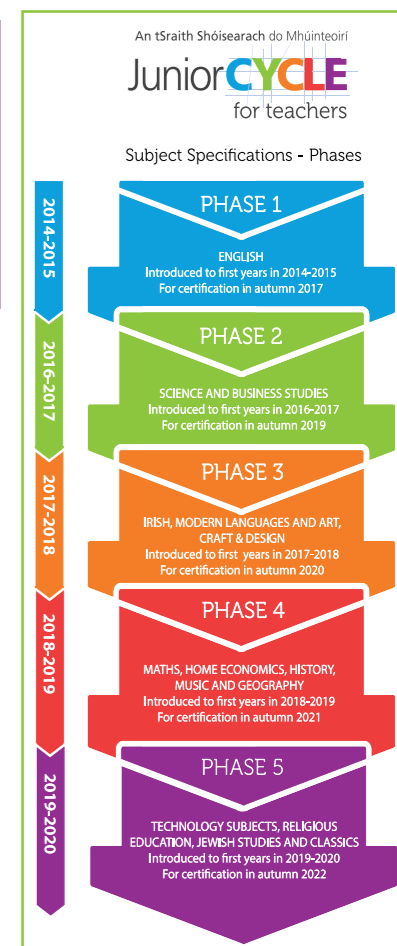 An tSraith Shóisearach do Mhúinteoirí
JuniorCYCLE
for teachers
Subject Specifications - Phases
2014-2015
PHASE 1
ENGLISH
Introduced to first years in 2014-2015
For certification in autumn 2017
2016-2017
PHASE 2
SCIENCE AND BUSINESS STUDIES
Introduced to first years in 2016-2017
For certification in autumn 2019
2017-2018
PHASE 3
IRISH, MODERN LANGUAGES AND ART,
CRAFT & DESIGN
Introduced to first years in 2017-2018
For certification in autumn 2020
2018-2019
PHASE 4
MATHS, HOME ECONOMICS, HISTORY,
MUSIC AND GEOGRAPHY
Introduced to first years in 2018-2019
For certification in autumn 2021
2019-2020
PHASE 5
TECHNOLOGY SUBJECTS, RELIGIOUS
EDUCATION, JEWISH STUDIES AND CLASSICS
Introduced to first years in 2019-2020
For certification in autumn 2022